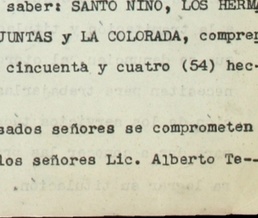 saber: SANTO NIÑO, LOS HERMA
JUNTAS y LA COLORADA, compren
cincuenta y cuatro (54) hec-
sados señores se comprometen
los señores Lic. Alberto Te--